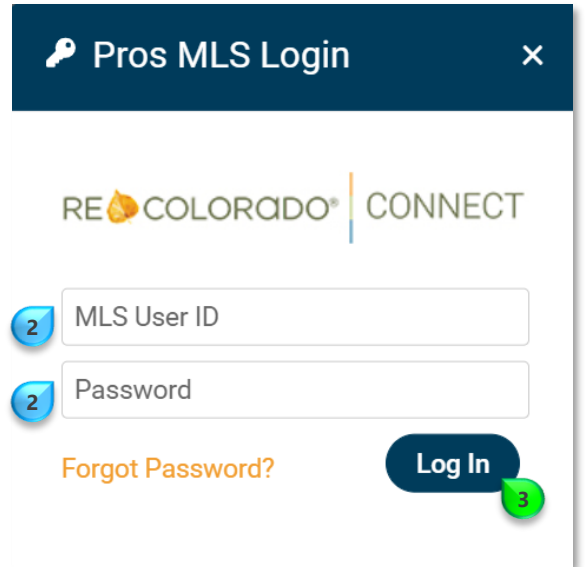 Pros MLS Login ×
RE COLORADO® CONNECT
2 MLS User ID
2 Password
Forgot Password? Log In
3